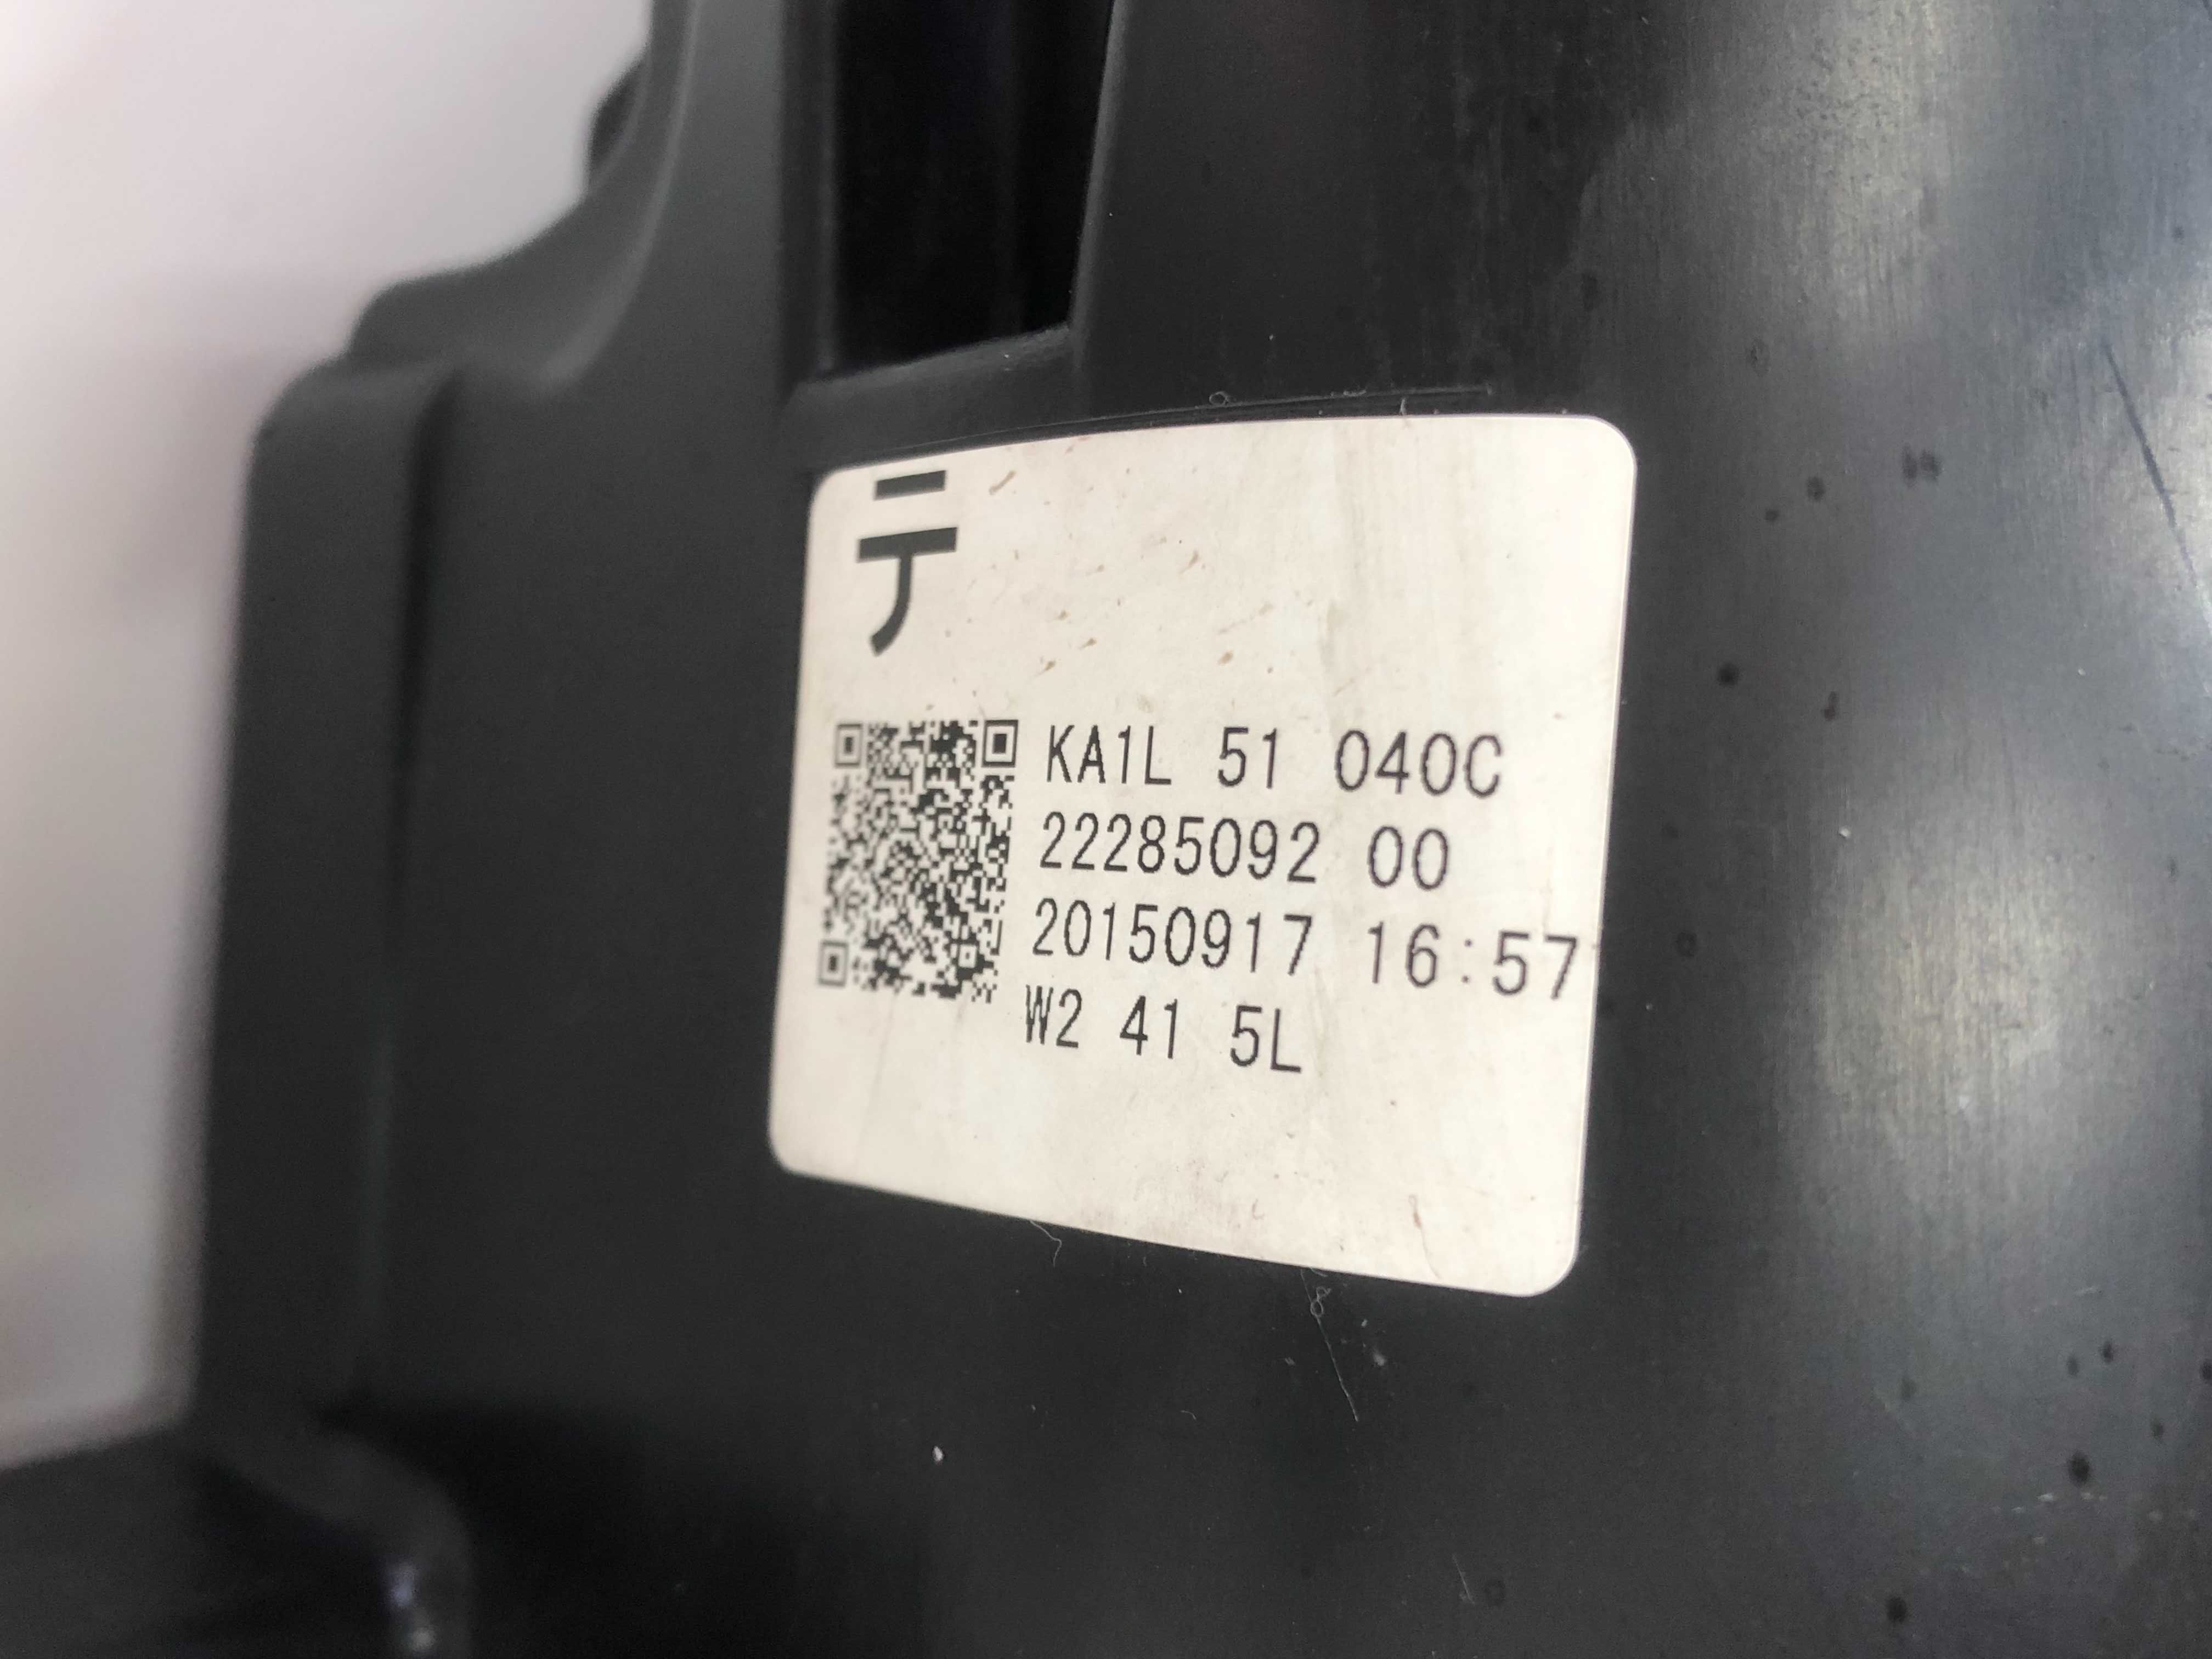 テ
KA1L 51 040C
22285092 00
20150917 16:57
W2 41 5L